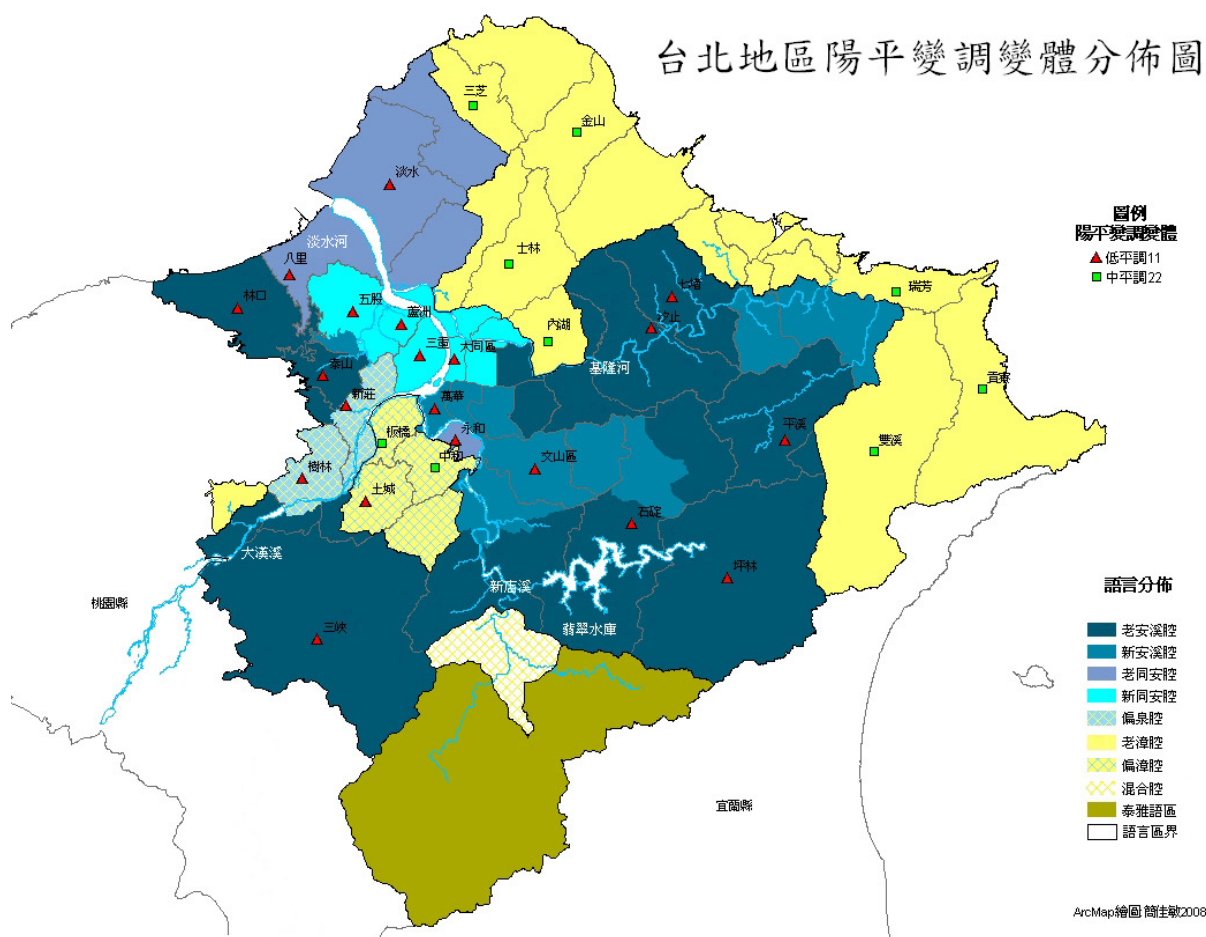 台北地區陽平變調變體分佈圖
三芝
金山
淡水
圖例
陽平變調變體
低平調11
中平調22
淡水河
士林
八里
林口
七堵
瑞芳
五股
蘆洲
汐止
內湖
三重
大同區
基隆河
泰山
貢寮
新莊
萬華
永和
板橋
平溪
雙溪
文山區
中和
樹林
土城
石碇
大漢溪
坪林
新店溪
語言分佈
桃園縣
翡翠水庫
三峽
老安溪腔
新安溪腔
老同安腔
新同安腔
偏泉腔
老漳腔
偏漳腔
混合腔
泰雅語區
語言區界
宜蘭縣
ArcMap繪圖 簡佳敏2008